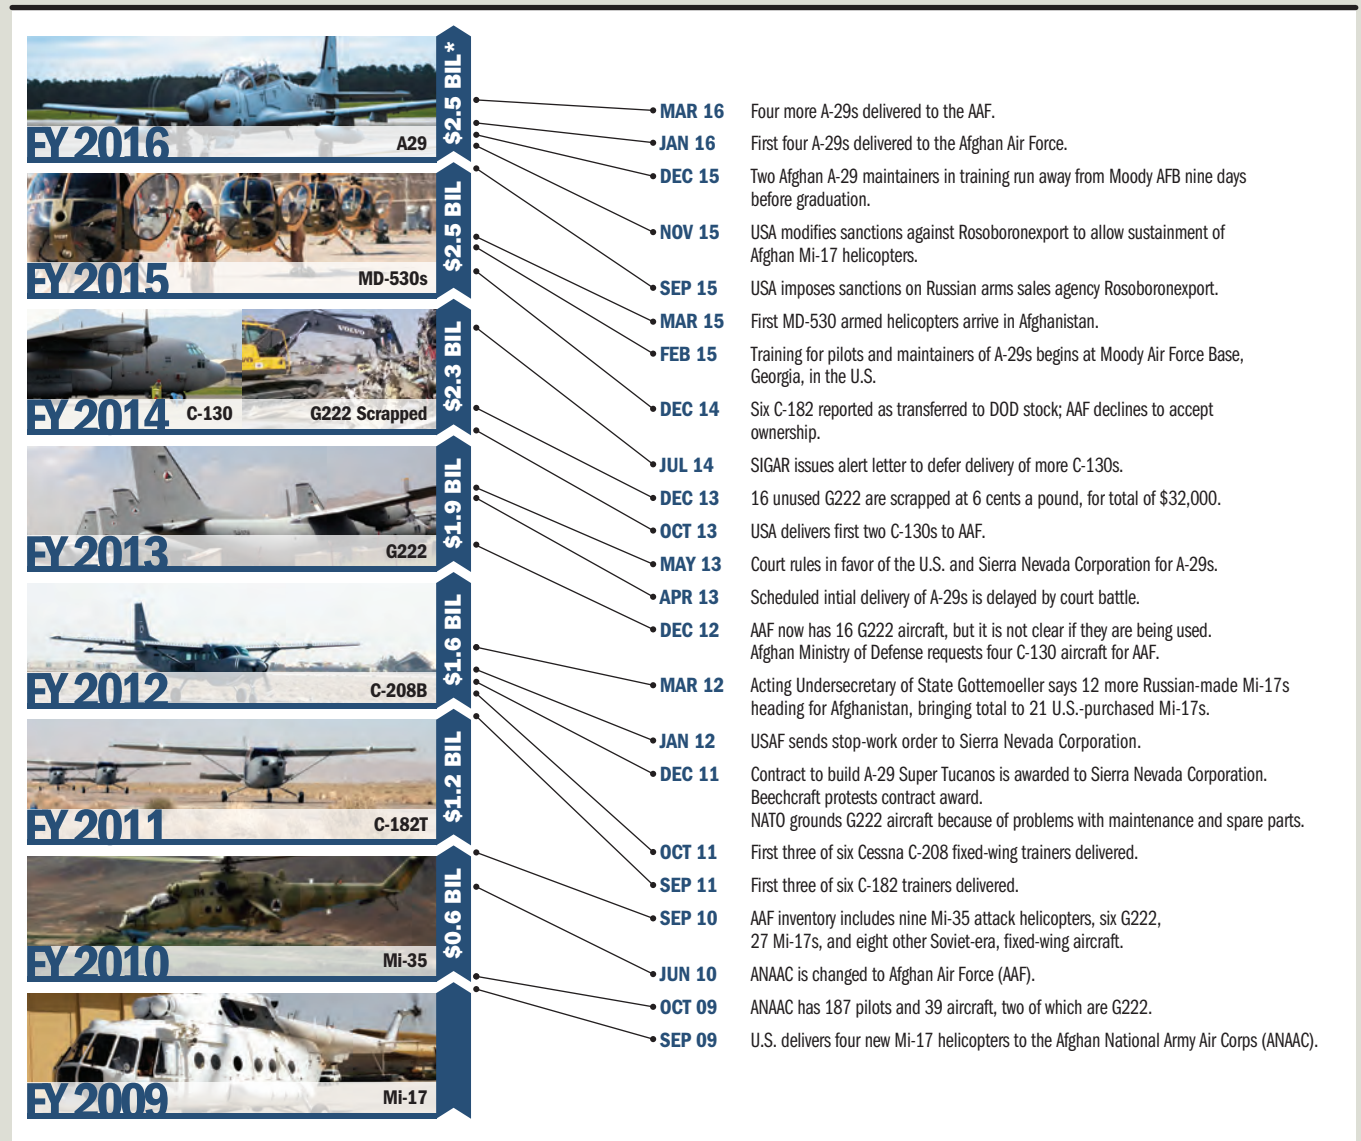 $2.5 BIL*
FY 2016
A29
$2.5 BIL
FY 2015
MD-530s
$2.3 BIL
VOLVO
FY 2014
C-130
G222 Scrapped
$1.9 BIL
FY 2013
G222
$1.6 BIL
FY 2012
C-208B
$1.2 BIL
FY 2011
C-182T
$0.6 BIL
FY 2010
Mi-35
FY 2009
Mi-17
MAR 16 Four more A-29s delivered to the AAF.
JAN 16 First four A-29s delivered to the Afghan Air Force.
DEC 15 Two Afghan A-29 maintainers in training run away from Moody AFB nine days
before graduation.
NOV 15 USA modifies sanctions against Rosoboronexport to allow sustainment of
Afghan Mi-17 helicopters.
SEP 15 USA imposes sanctions on Russian arms sales agency Rosoboronexport.
MAR 15 First MD-530 armed helicopters arrive in Afghanistan.
FEB 15 Training for pilots and maintainers of A-29s begins at Moody Air Force Base,
Georgia, in the U.S.
DEC 14 Six C-182 reported as transferred to DOD stock; AAF declines to accept
ownership.
JUL 14 SIGAR issues alert letter to defer delivery of more C-130s.
DEC 13 16 unused G222 are scrapped at 6 cents a pound, for total of $32,000.
OCT 13 USA delivers first two C-130s to AAF.
MAY 13 Court rules in favor of the U.S. and Sierra Nevada Corporation for A-29s.
APR 13 Scheduled intial delivery of A-29s is delayed by court battle.
DEC 12 AAF now has 16 G222 aircraft, but it is not clear if they are being used.
Afghan Ministry of Defense requests four C-130 aircraft for AAF.
MAR 12 Acting Undersecretary of State Gottemoeller says 12 more Russian-made Mi-17s
heading for Afghanistan, bringing total to 21 U.S.-purchased Mi-17s.
JAN 12 USAF sends stop-work order to Sierra Nevada Corporation.
DEC 11 Contract to build A-29 Super Tucanos is awarded to Sierra Nevada Corporation.
Beechcraft protests contract award.
NATO grounds G222 aircraft because of problems with maintenance and spare parts.
OCT 11 First three of six Cessna C-208 fixed-wing trainers delivered.
SEP 11 First three of six C-182 trainers delivered.
SEP 10 AAF inventory includes nine Mi-35 attack helicopters, six G222,
27 Mi-17s, and eight other Soviet-era, fixed-wing aircraft.
JUN 10 ANAAC is changed to Afghan Air Force (AAF).
OCT 09 ANAAC has 187 pilots and 39 aircraft, two of which are G222.
SEP 09 U.S. delivers four new Mi-17 helicopters to the Afghan National Army Air Corps (ANAAC).